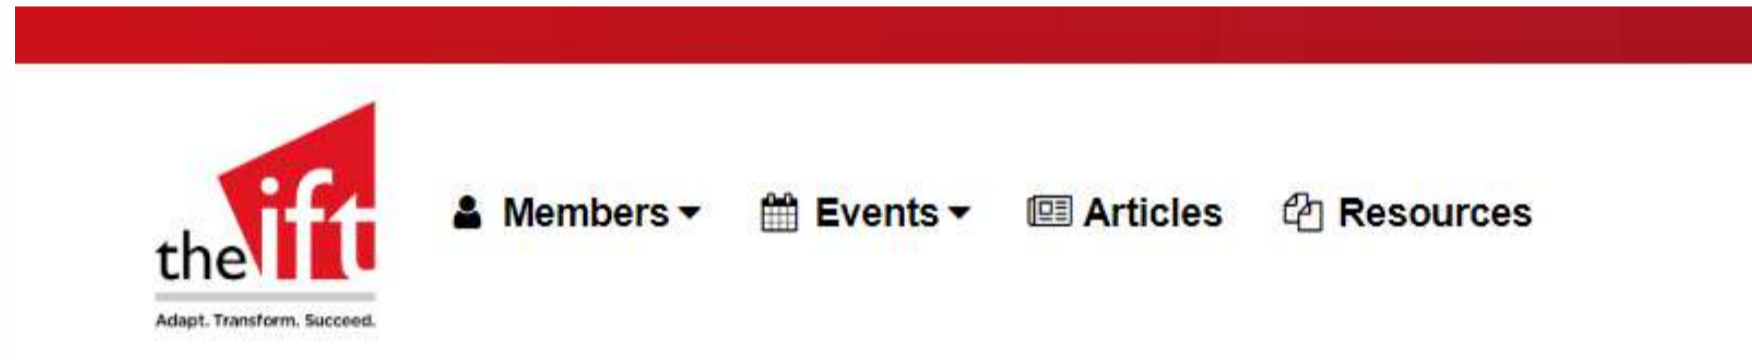 the ift
Members Events Articles Resources
Adapt. Transform. Succeed.